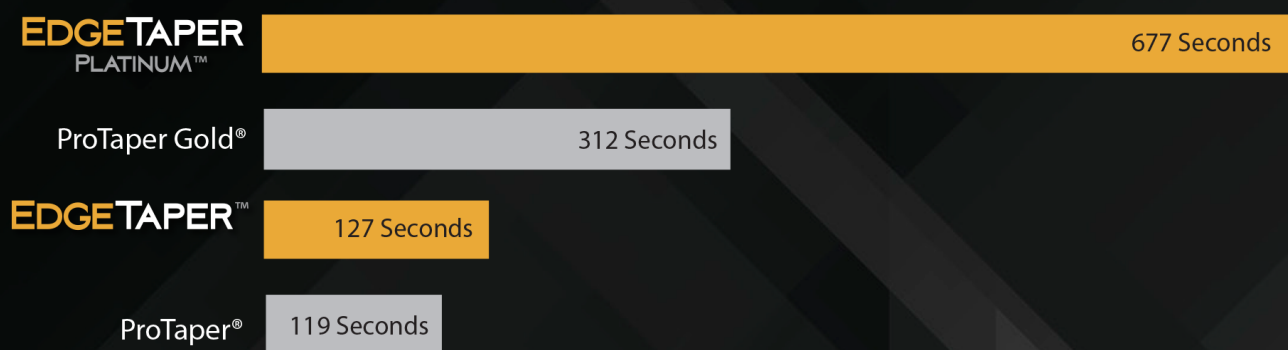 EDGETAPER
PLATINUM™
677 Seconds
ProTaper Gold®
312 Seconds
EDGETAPER™
127 Seconds
ProTaper®
119 Seconds